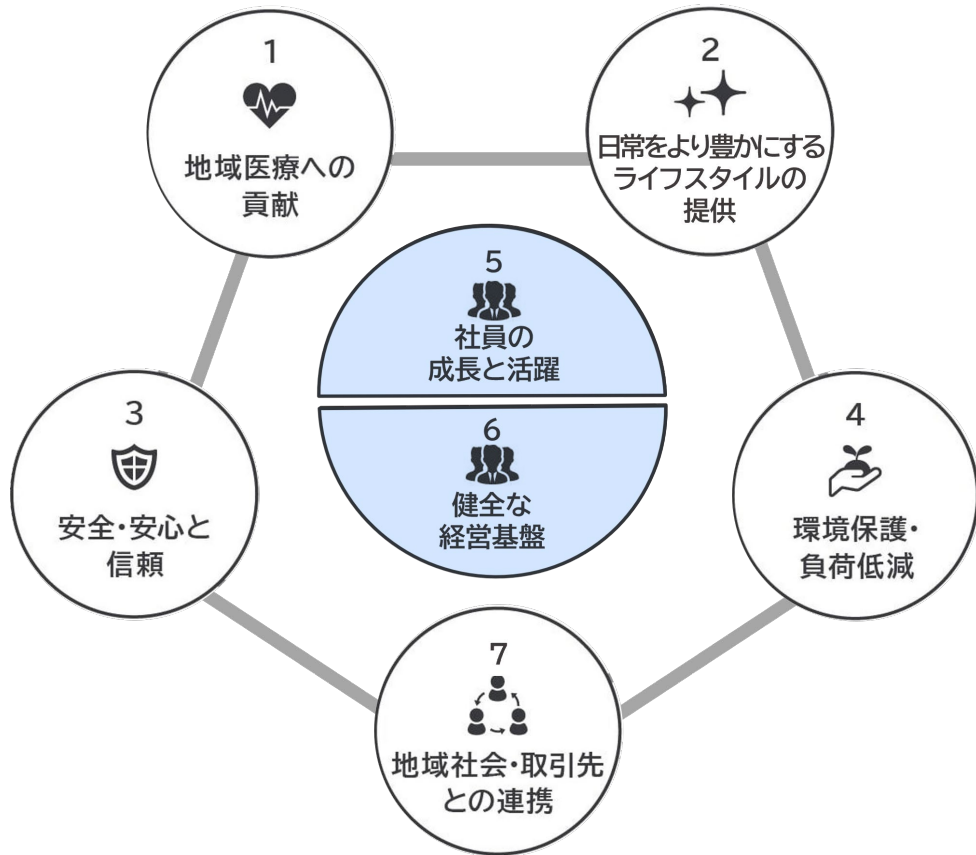 1
地域医療への
貢献
2
日常をより豊かにする
ライフスタイルの
提供
5
社員の
成長と活躍
6
健全な
経営基盤
3
安全・安心と
信頼
4
環境保護・
負荷低減
7
地域社会・取引先
との連携